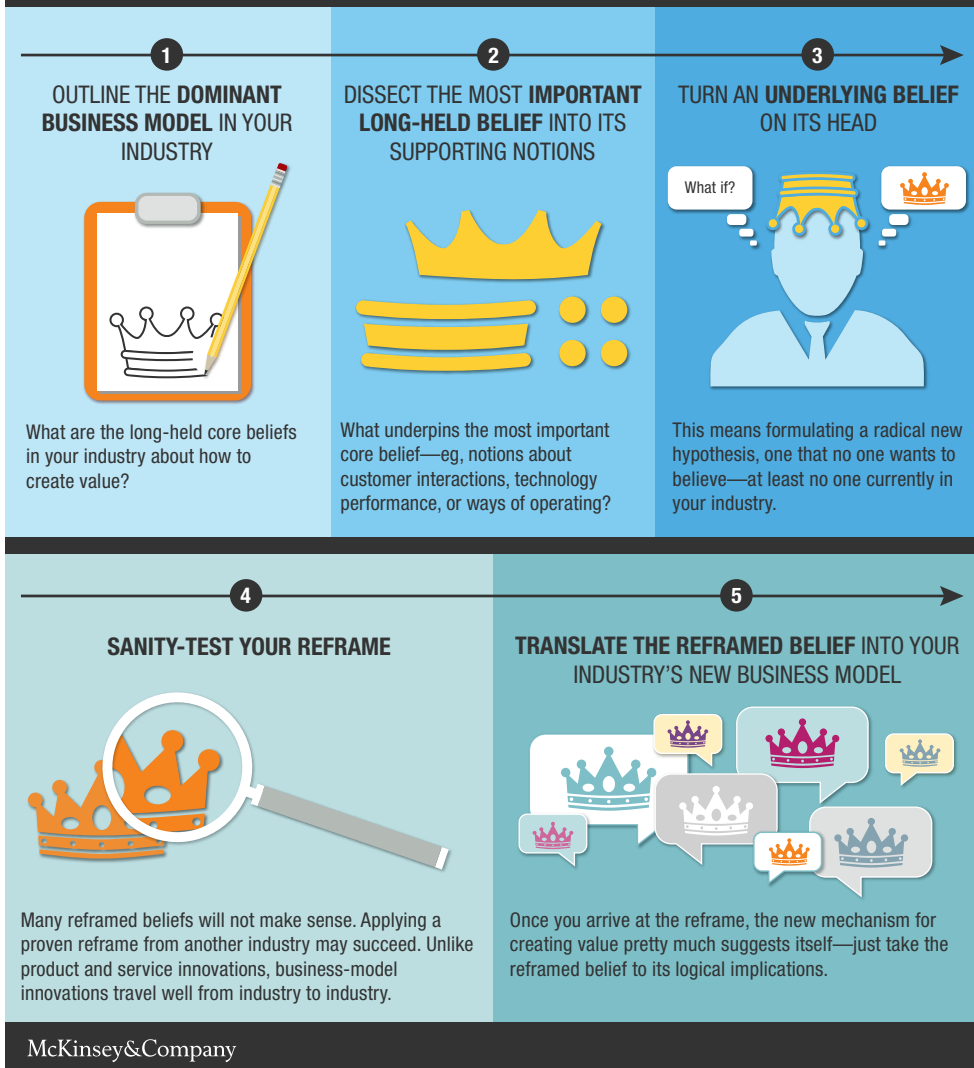 1
OUTLINE THE DOMINANT
BUSINESS MODEL IN YOUR
INDUSTRY
What are the long-held core beliefs
in your industry about how to
create value?
2
DISSECT THE MOST IMPORTANT
LONG-HELD BELIEF INTO ITS
SUPPORTING NOTIONS
What underpins the most important
core belief—eg, notions about
customer interactions, technology
performance, or ways of operating?
3
TURN AN UNDERLYING BELIEF
ON ITS HEAD
What if?
This means formulating a radical new
hypothesis, one that no one wants to
believe—at least no one currently in
your industry.
4
SANITY-TEST YOUR REFRAME
Many reframed beliefs will not make sense. Applying a
proven reframe from another industry may succeed. Unlike
product and service innovations, business-model
innovations travel well from industry to industry.
5
TRANSLATE THE REFRAMED BELIEF INTO YOUR
INDUSTRY’S NEW BUSINESS MODEL
Once you arrive at the reframe, the new mechanism for
creating value pretty much suggests itself—just take the
reframed belief to its logical implications.
McKinsey&Company